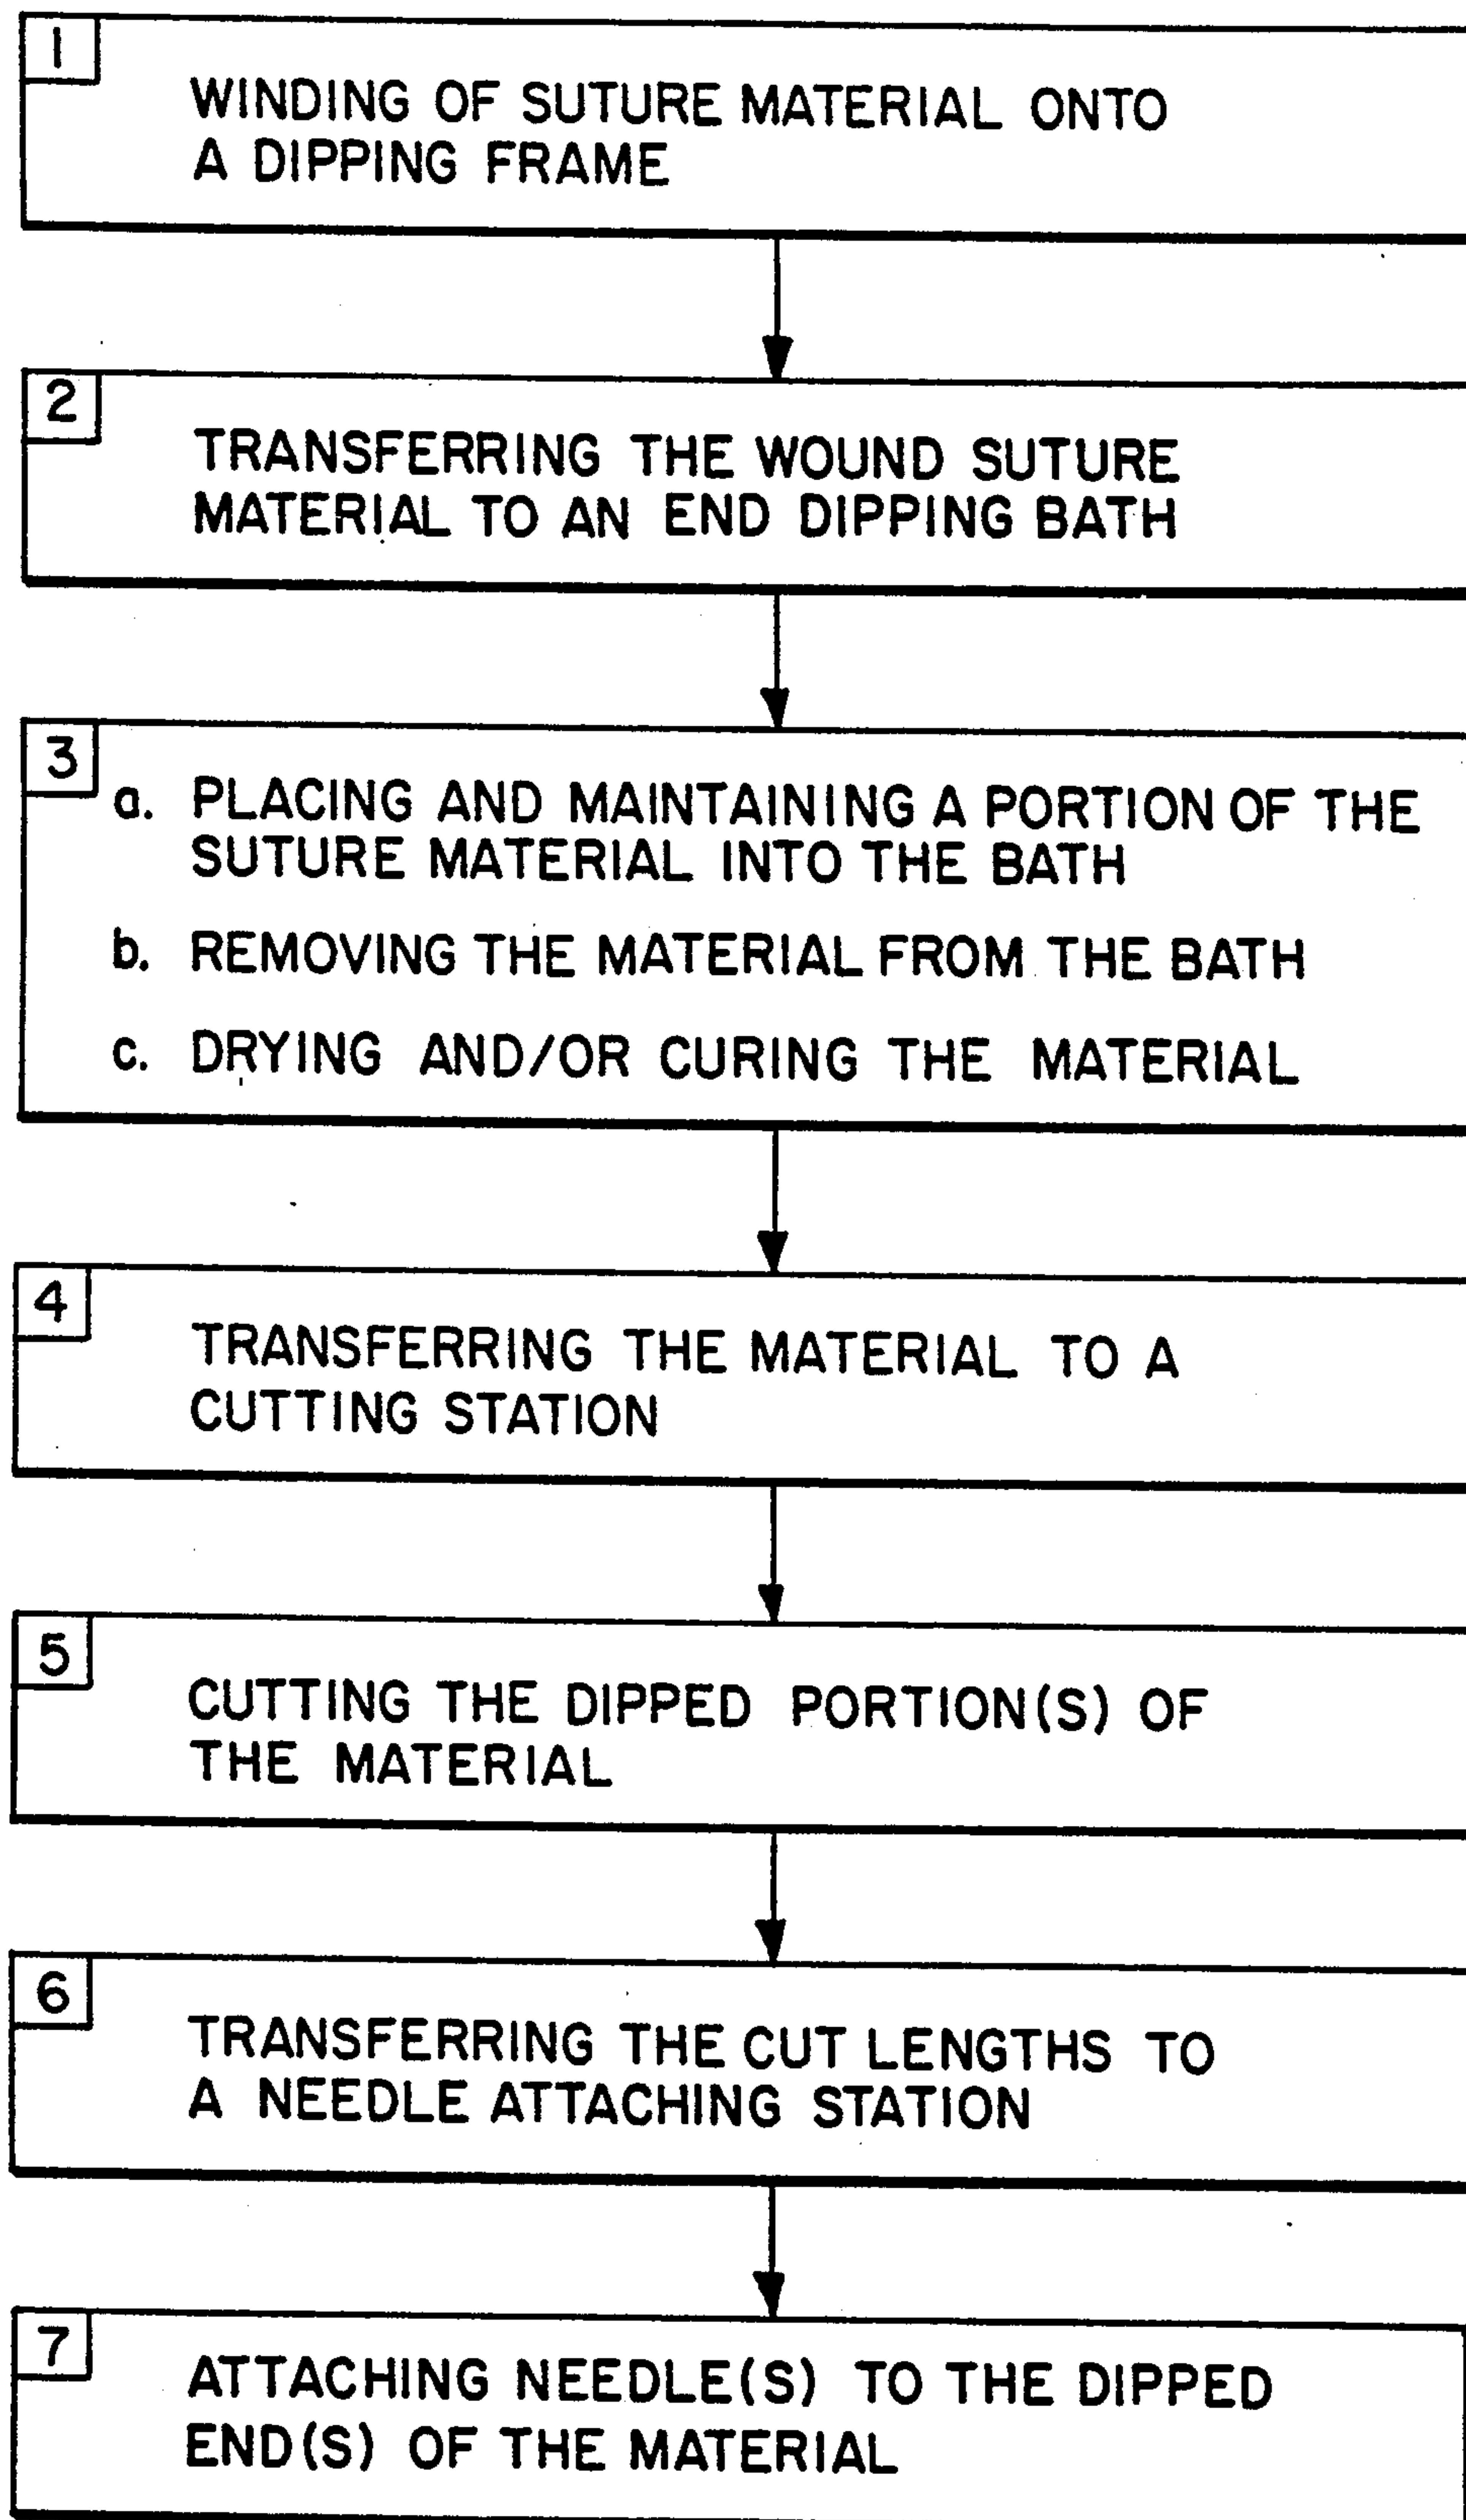 1
WINDING OF SUTURE MATERIAL ONTO
A DIPPING FRAME
2
TRANSFERRING THE WOUND SUTURE
MATERIAL TO AN END DIPPING BATH
3
a. PLACING AND MAINTAINING A PORTION OF THE
SUTURE MATERIAL INTO THE BATH
b. REMOVING THE MATERIAL FROM THE BATH
c. DRYING AND/OR CURING THE MATERIAL
4
TRANSFERRING THE MATERIAL TO A
CUTTING STATION
5
CUTTING THE DIPPED PORTION(S) OF
THE MATERIAL
6
TRANSFERRING THE CUT LENGTHS TO
A NEEDLE ATTACHING STATION
7
ATTACHING NEEDLE(S) TO THE DIPPED
END(S) OF THE MATERIAL